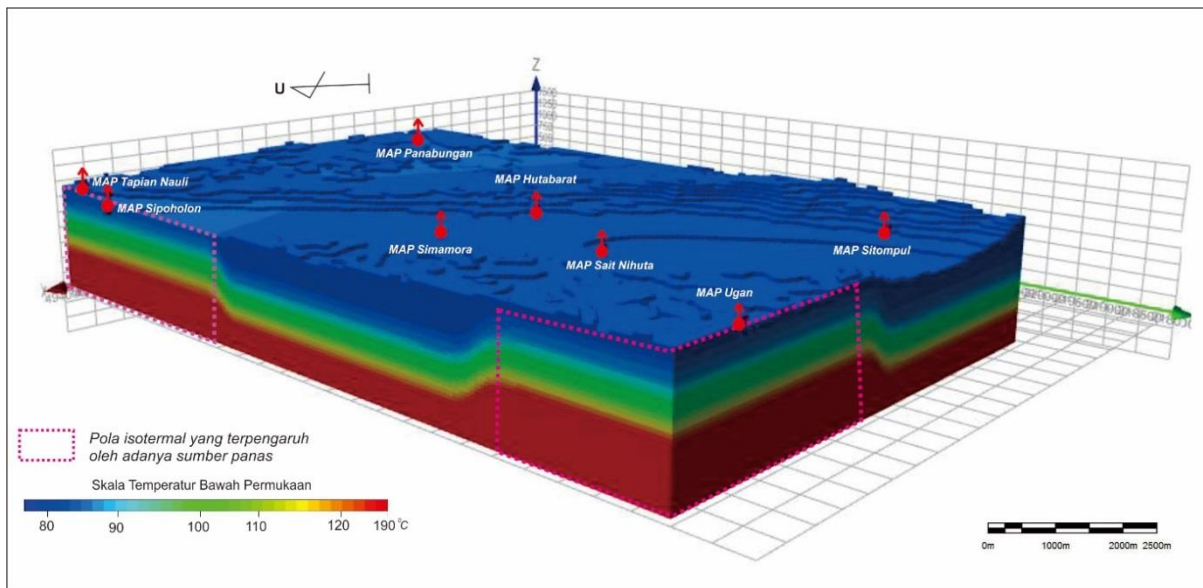 Z
U
MAP Panabungan
MAP Tapian Nauli
MAP Hutabarat
MAP Sipoholon
MAP Simamora
MAP Sait Nihuta
MAP Sitompul
MAP Ugan
Pola isotermal yang terpengaruh
oleh adanya sumber panas
Skala Temperatur Bawah Permukaan
80 90 100 110 120 190 °C
0m 1000m 2000m 2500m